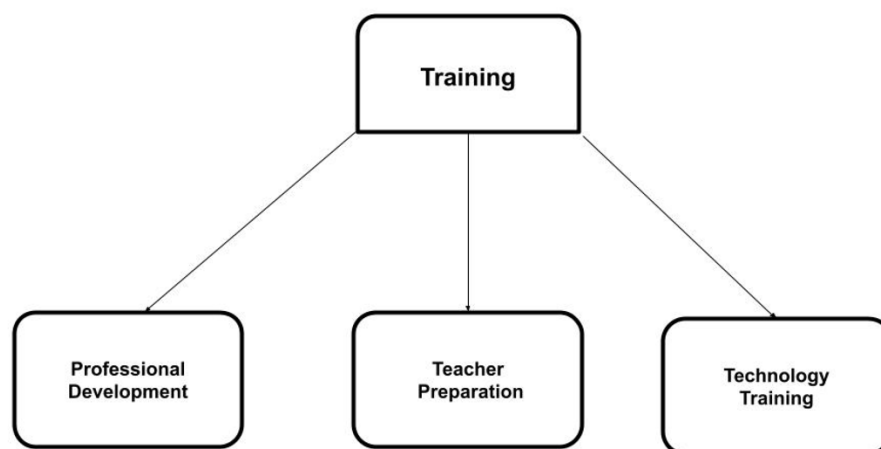 Training
Professional
Development
Teacher
Preparation
Technology
Training